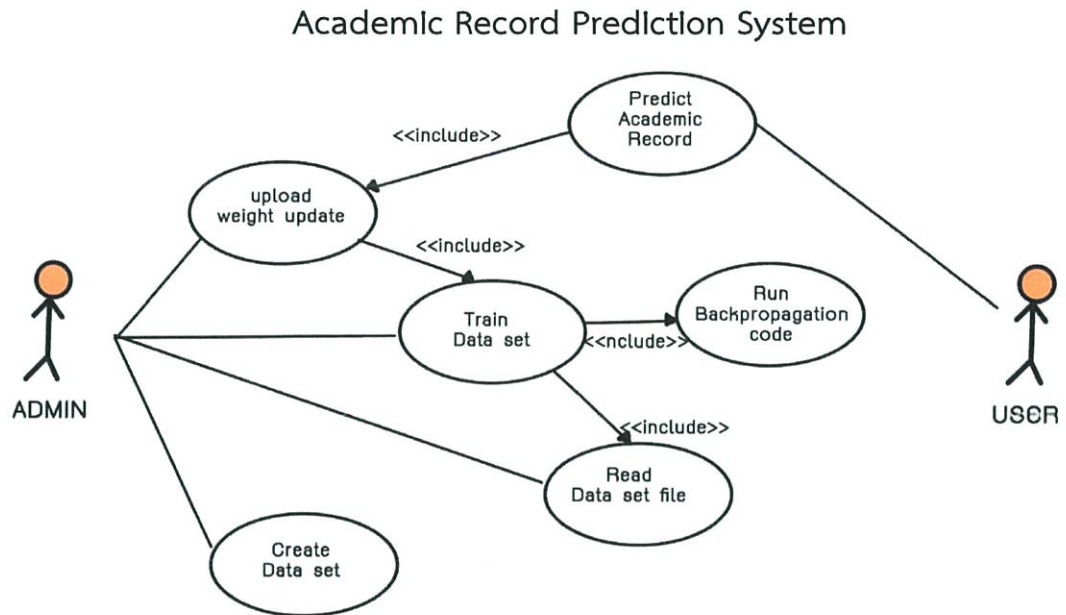 Academic Record Prediction System
Predict
Academic
Record
<<include>>
upload
weight update
<<include>>
Run
Backpropagation
code
Train
Data set
<<nclude>>
ADMIN
USER
<<include>>
Read
Data set file
Create
Data set